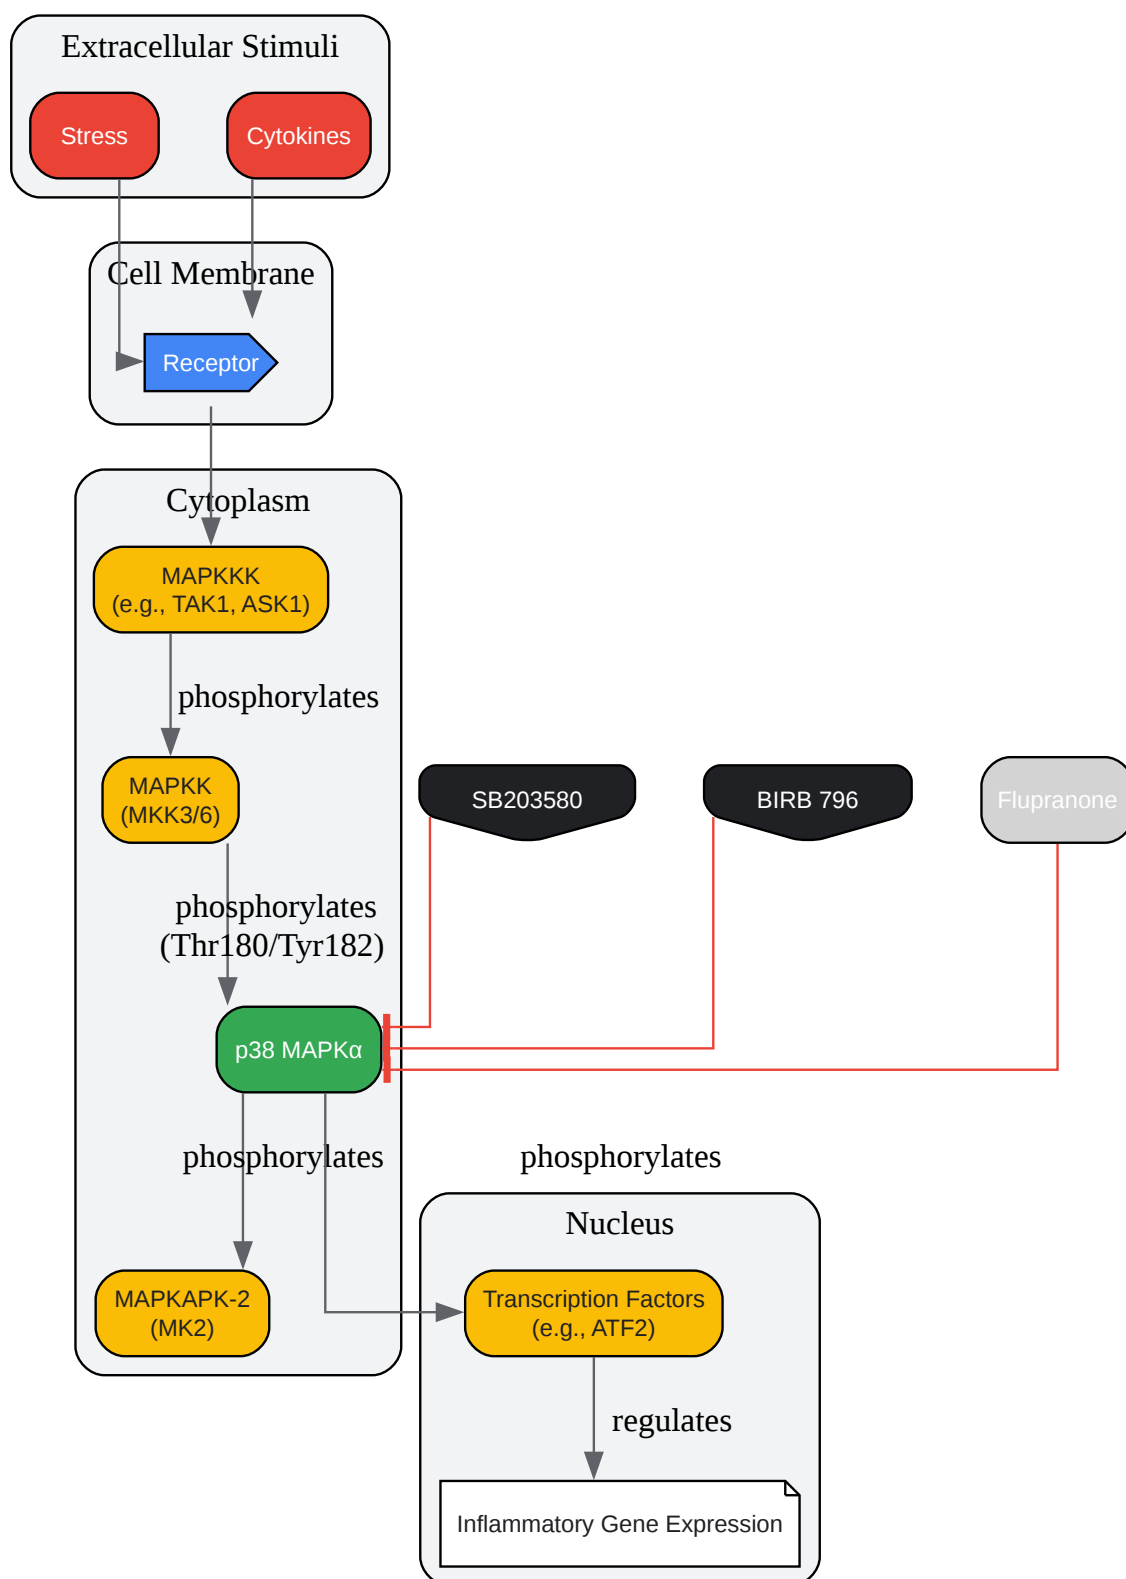 Extracellular Stimuli
Stress
Cytokines
Cell Membrane
Receptor
Cytoplasm
MAPKKK
(e.g., TAK1, ASK1)
phosphorylates
MAPKK
(MKK3/6)
SB203580
BIRB 796
Flupranone
phosphorylates
(Thr180/Tyr182)
p38 MAPKα
phosphorylates
phosphorylates
Nucleus
MAPKAPK-2
(MK2)
Transcription Factors
(e.g., ATF2)
regulates
Inflammatory Gene Expression